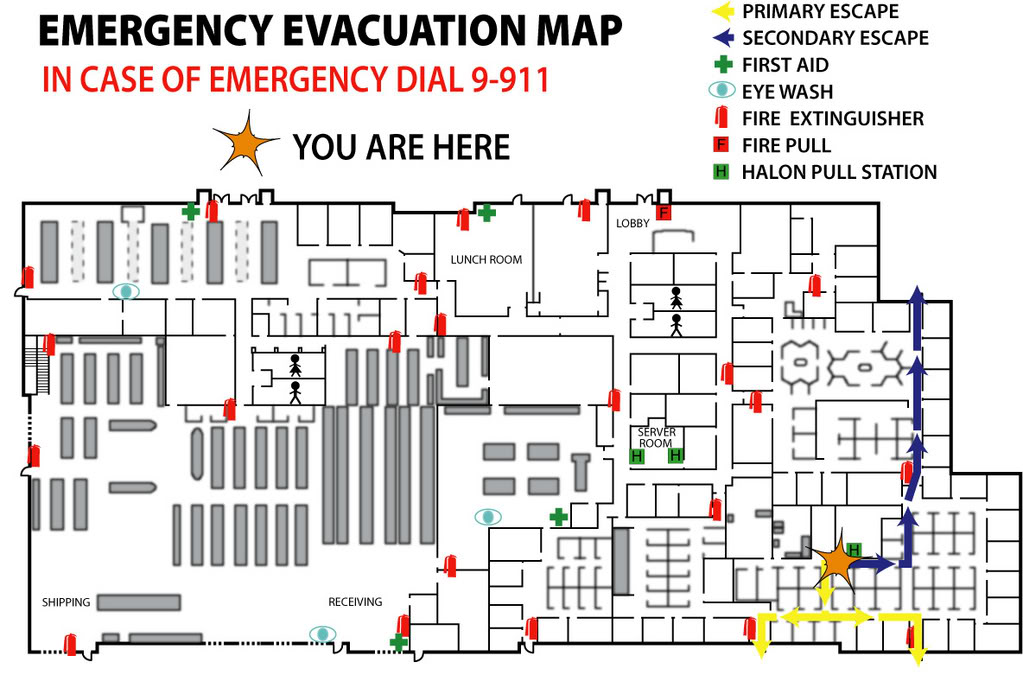 EMERGENCY EVACUATION MAP
IN CASE OF EMERGENCY DIAL 9-911
YOU ARE HERE
PRIMARY ESCAPE
SECONDARY ESCAPE
FIRST AID
EYE WASH
FIRE EXTINGUISHER
F FIRE PULL
H HALON PULL STATION
LOBBY
F
LUNCH ROOM
SERVER
ROOM
H H
H
SHIPPING
RECEIVING